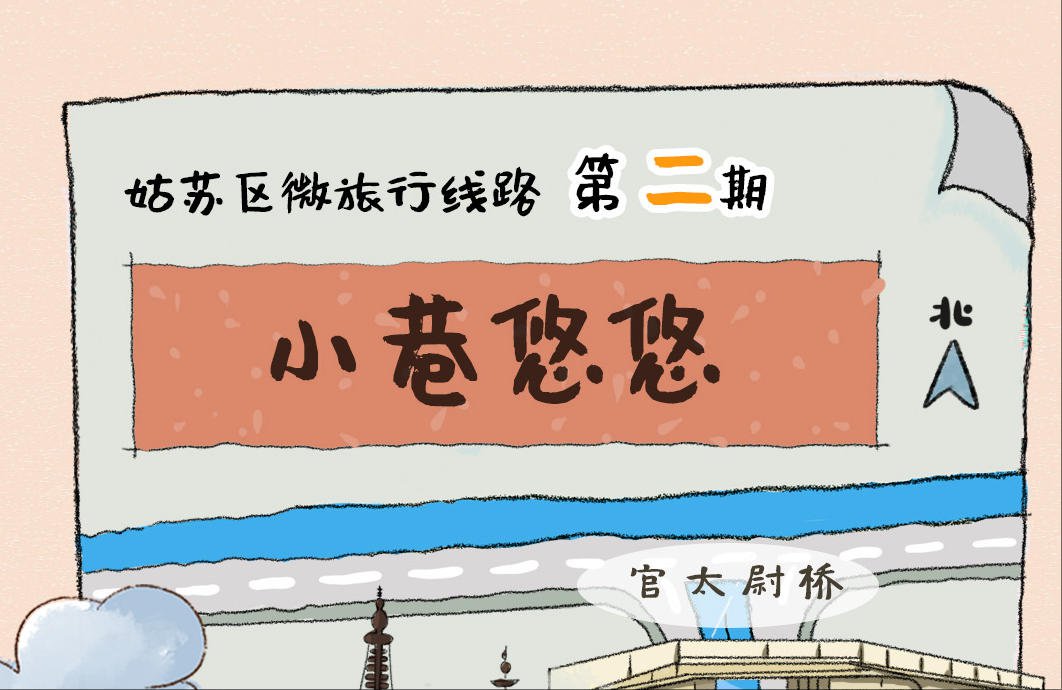 姑苏区微旅行线路 第二期
小巷悠悠
北
官太尉桥